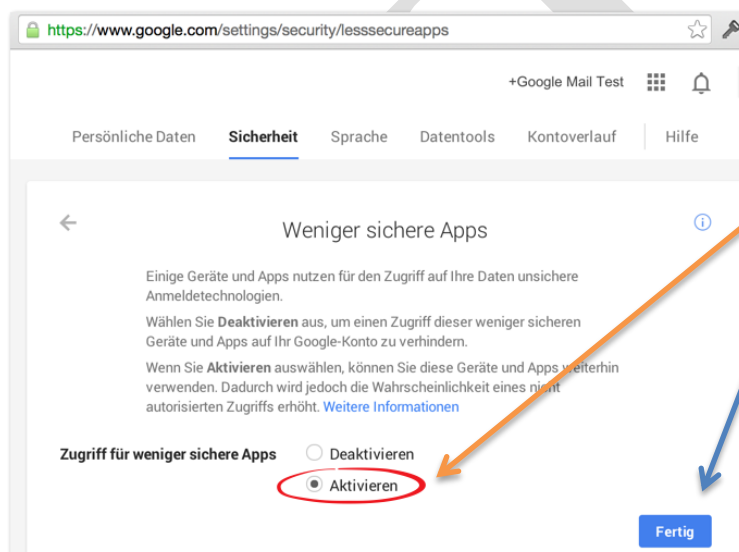 https://www.google.com/settings/security/lesssecureapps
+Google Mail Test
Persönliche Daten Sicherheit Sprache Datentools Kontoverlauf Hilfe
Weniger sichere Apps
Einige Geräte und Apps nutzen für den Zugriff auf Ihre Daten unsichere
Anmeldetechnologien.
Wählen Sie Deaktivieren aus, um einen Zugriff dieser weniger sicheren
Geräte und Apps auf Ihr Google-Konto zu verhindern.
Wenn Sie Aktivieren auswählen, können Sie diese Geräte und Apps weiterhin
verwenden. Dadurch wird jedoch die Wahrscheinlichkeit eines nicht
autorisierten Zugriffs erhöht. Weitere Informationen
Zugriff für weniger sichere Apps Deaktivieren
Aktivieren
Fertig